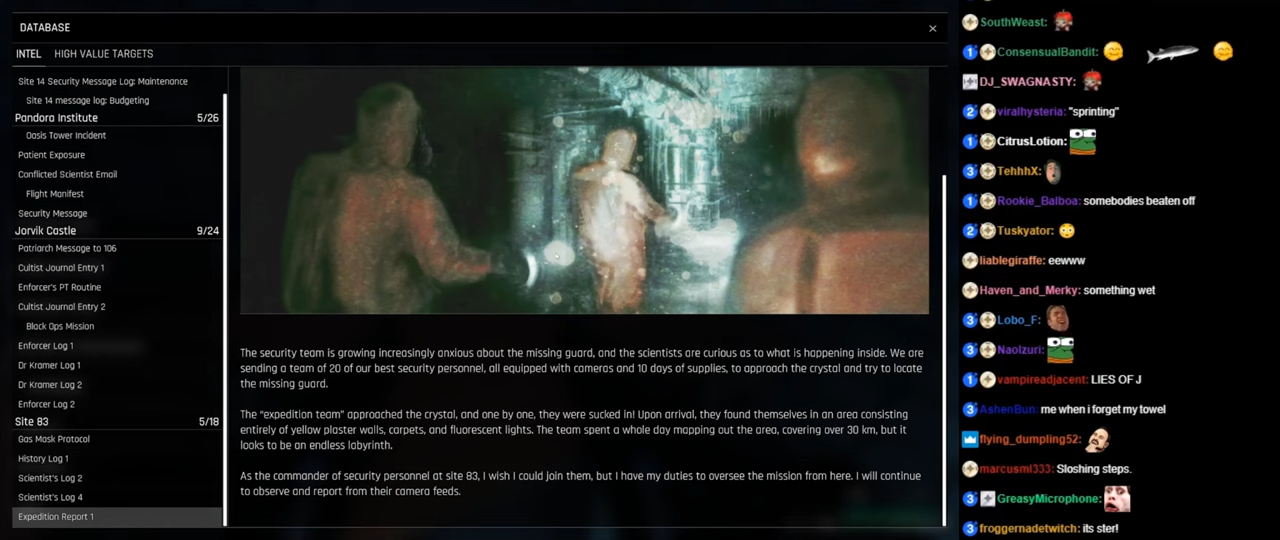 DATABASE
INTEL HIGH VALUE TARGETS
Site 14 Security Message Log: Maintenance
Site 14 message log: Budgeting
Pandora Institute 5/26
Oasis Tower Incident
Patient Exposure
Conflicted Scientist Email
Flight Manifest
Security Message
Jorvik Castle 9/24
Patriarch Message to 106
Cultist Journal Entry 1
Enforcer's PT Routine
Cultist Journal Entry 2
Black Ops Mission
Enforcer Log 1
Dr Kramer Log 1
Dr Kramer Log 2
Enforcer Log 2
Site 83 5/18
Gas Mask Protocol
History Log 1
Scientist's Log 2
Scientist's Log 4
Expedition Report 1
The security team is growing increasingly anxious about the missing guard, and the scientists are curious as to what is happening inside. We are
sending a team of 20 of our best security personnel, all equipped with cameras and 10 days of supplies, to approach the crystal and try to locate
the missing guard.
The "expedition team" approached the crystal, and one by one, they were sucked in! Upon arrival, they found themselves in an area consisting
entirely of yellow plaster walls, carpets, and fluorescent lights. The team spent a whole day mapping out the area, covering over 30 km, but it
looks to be an endless labyrinth.
As the commander of security personnel at site 83, I wish I could join them, but I have my duties to oversee the mission from here. I will continue
to observe and report from their camera feeds.
SouthWeast:
1 ConsensualBandit:
DJ_SWAGNASTY:
2 viralhysteria: "sprinting"
1 CitrusLotion:
3 TehhhX:
1 Rookie_Balboa: somebodies beaten off
2 Tuskyator:
liablegiraffe: eewww
Haven_and_Merky: something wet
3 Lobo_F:
3 Naolzuri:
1 vampireadjacent: LIES OF J
3 AshenBun: me when i forget my towel
flying_dumpling52:
marcusml333: Sloshing steps.
3 GreasyMicrophone:
3 froggernadetwitch: its ster!